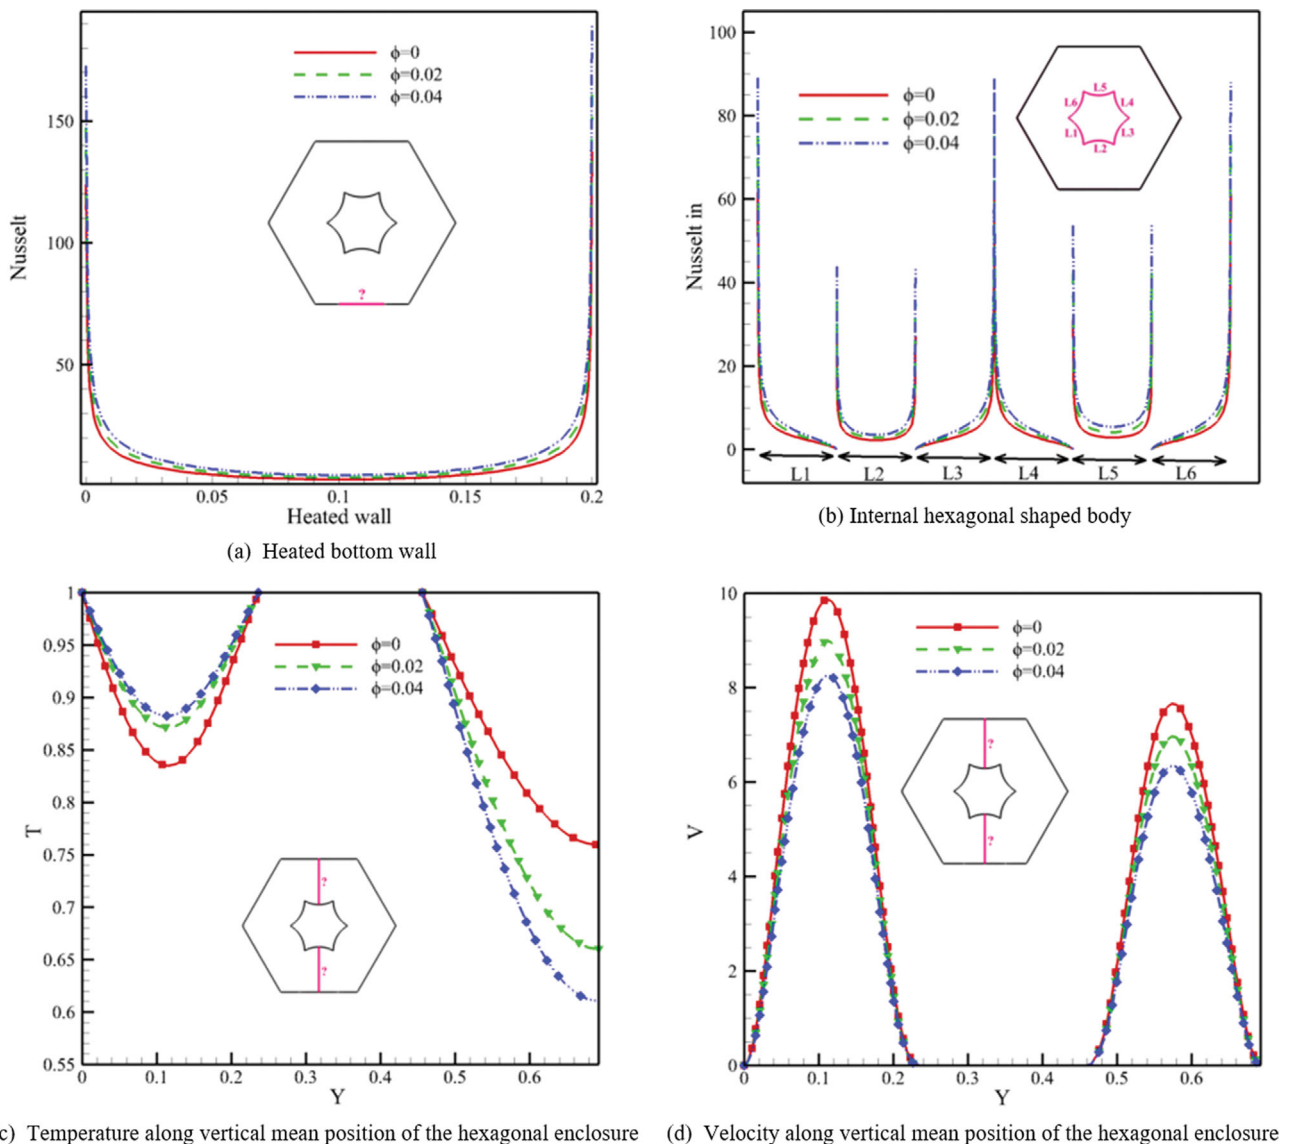 150
100
50
Nusselt
ϕ=0
ϕ=0.02
ϕ=0.04
?
0
0.05
0.1
0.15
0.2
Heated wall
(a) Heated bottom wall
100
80
60
40
20
0
Nusselt in
ϕ=0
ϕ=0.02
ϕ=0.04
L5
L6
L4
L1
L3
L2
L1
L2
L3
L4
L5
L6
(b) Internal hexagonal shaped body
1
0.95
0.9
0.85
0.8
0.75
0.7
0.65
0.6
0.55
T
ϕ=0
ϕ=0.02
ϕ=0.04
?
?
0
0.1
0.2
0.3
0.4
0.5
0.6
Y
c) Temperature along vertical mean position of the hexagonal enclosure
10
8
6
4
2
0
V
ϕ=0
ϕ=0.02
ϕ=0.04
?
?
0
0.1
0.2
0.3
0.4
0.5
0.6
Y
(d) Velocity along vertical mean position of the hexagonal enclosure